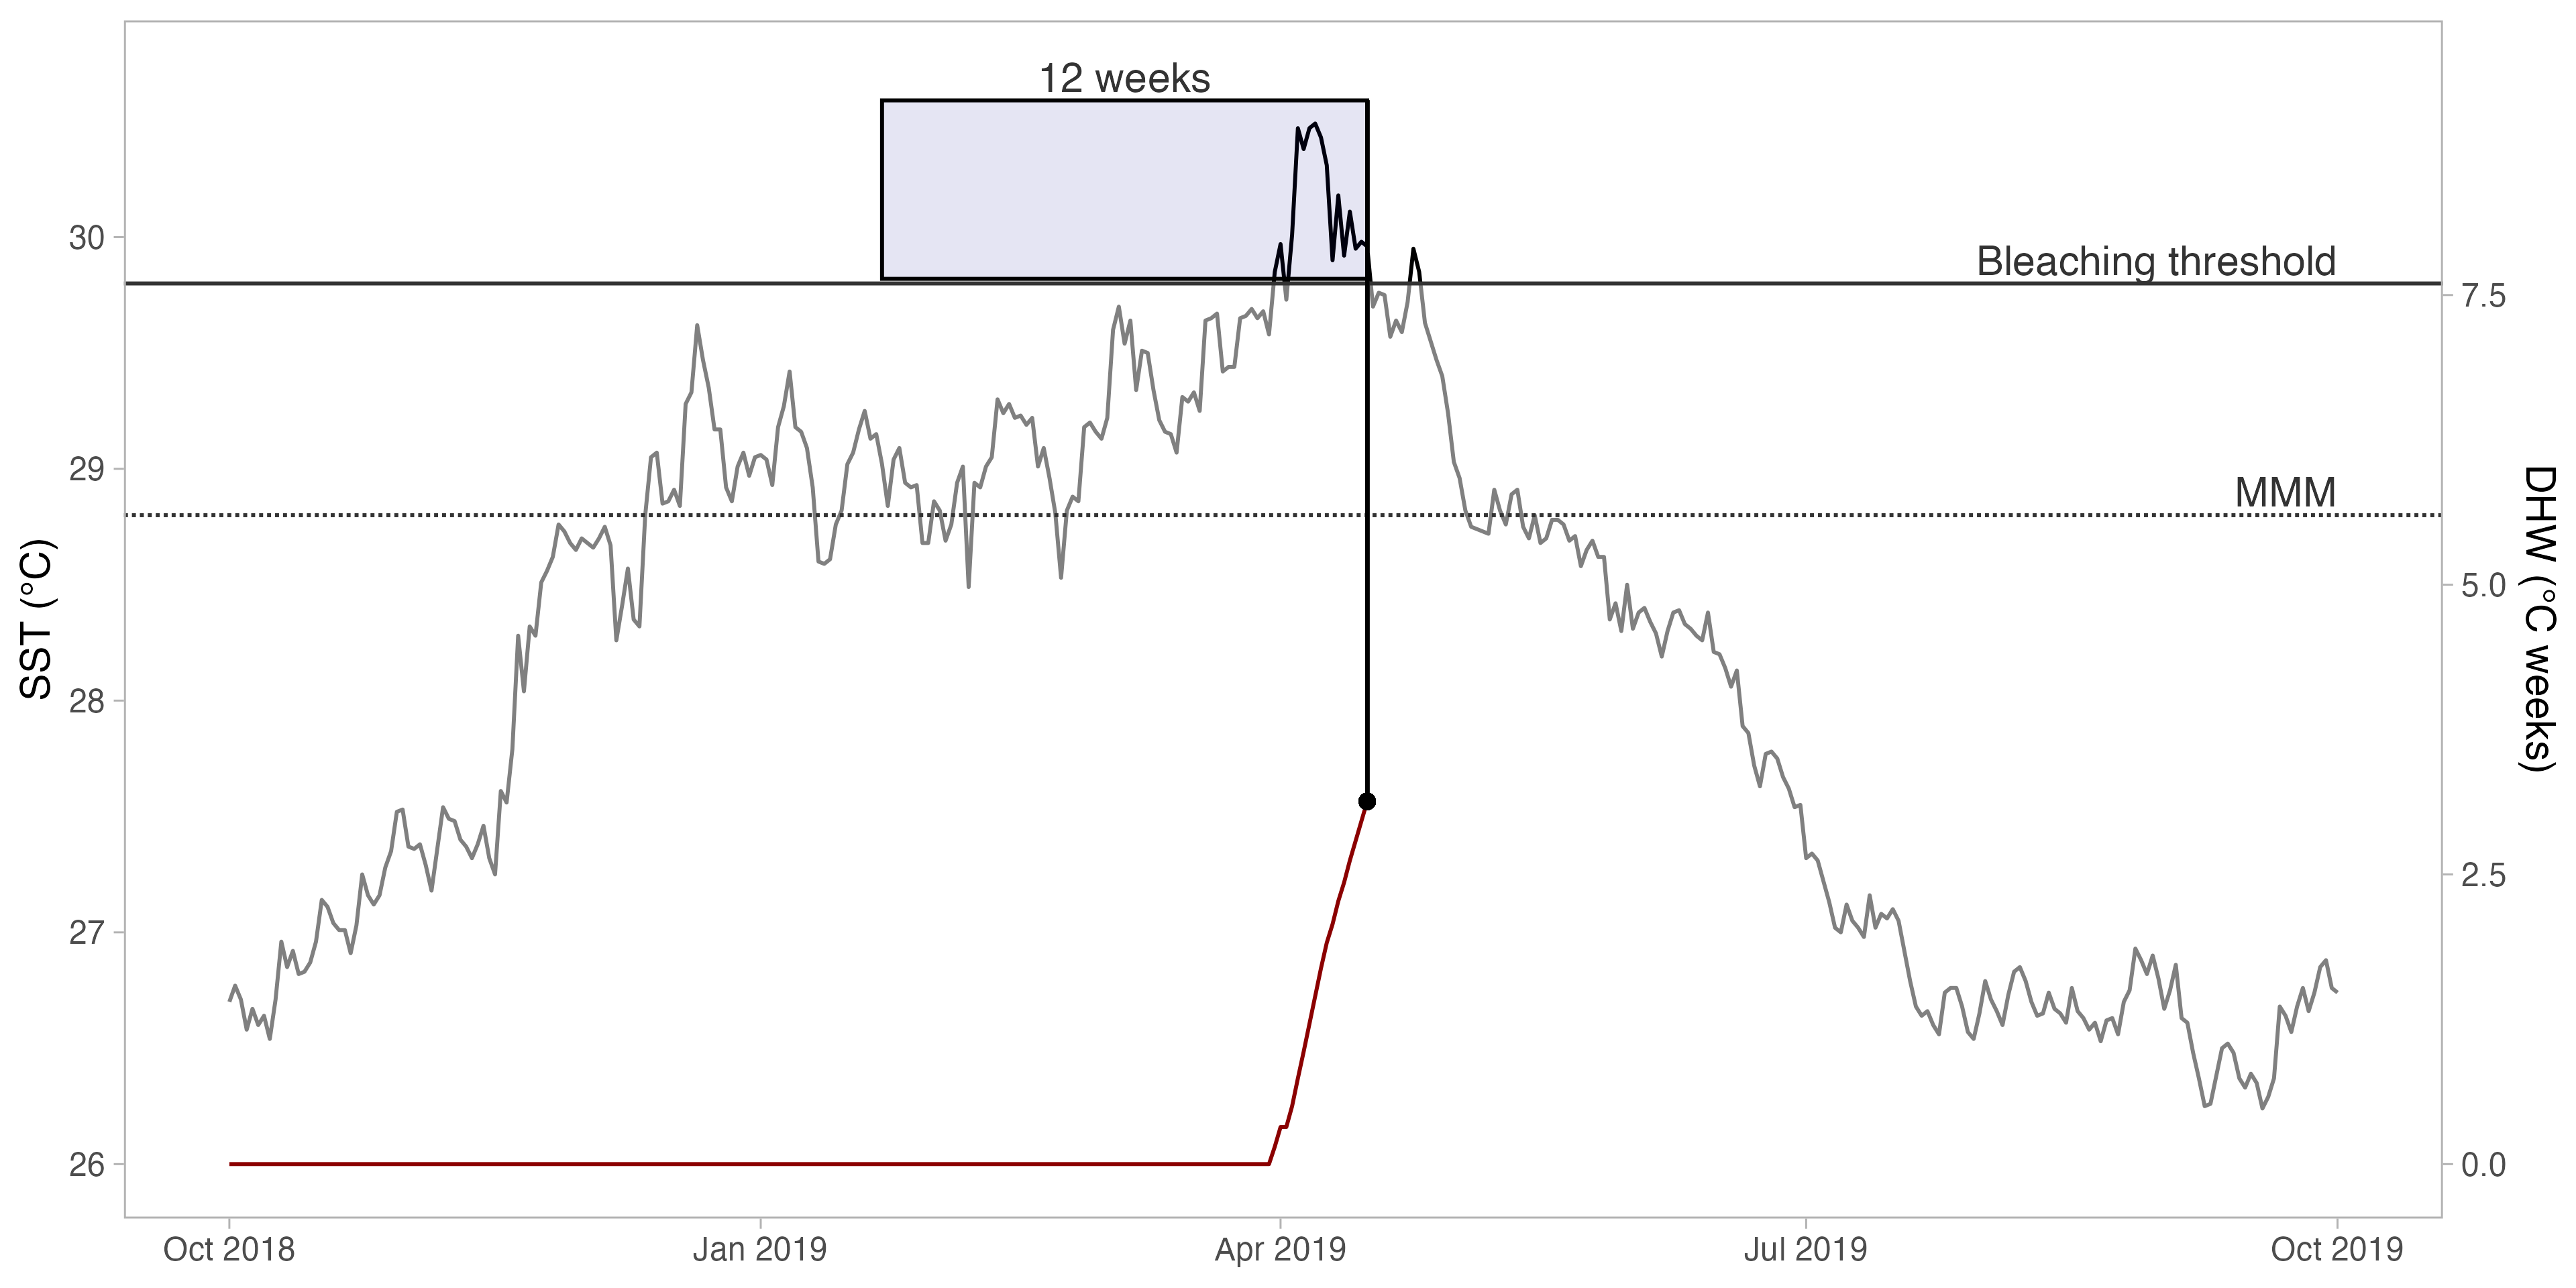 12 weeks
30
Bleaching threshold
7.5
29
MMM
SST (°C)
DHW (°C weeks)
5.0
28
27
2.5
26
0.0
Oct 2018
Jan 2019
Apr 2019
Jul 2019
Oct 2019